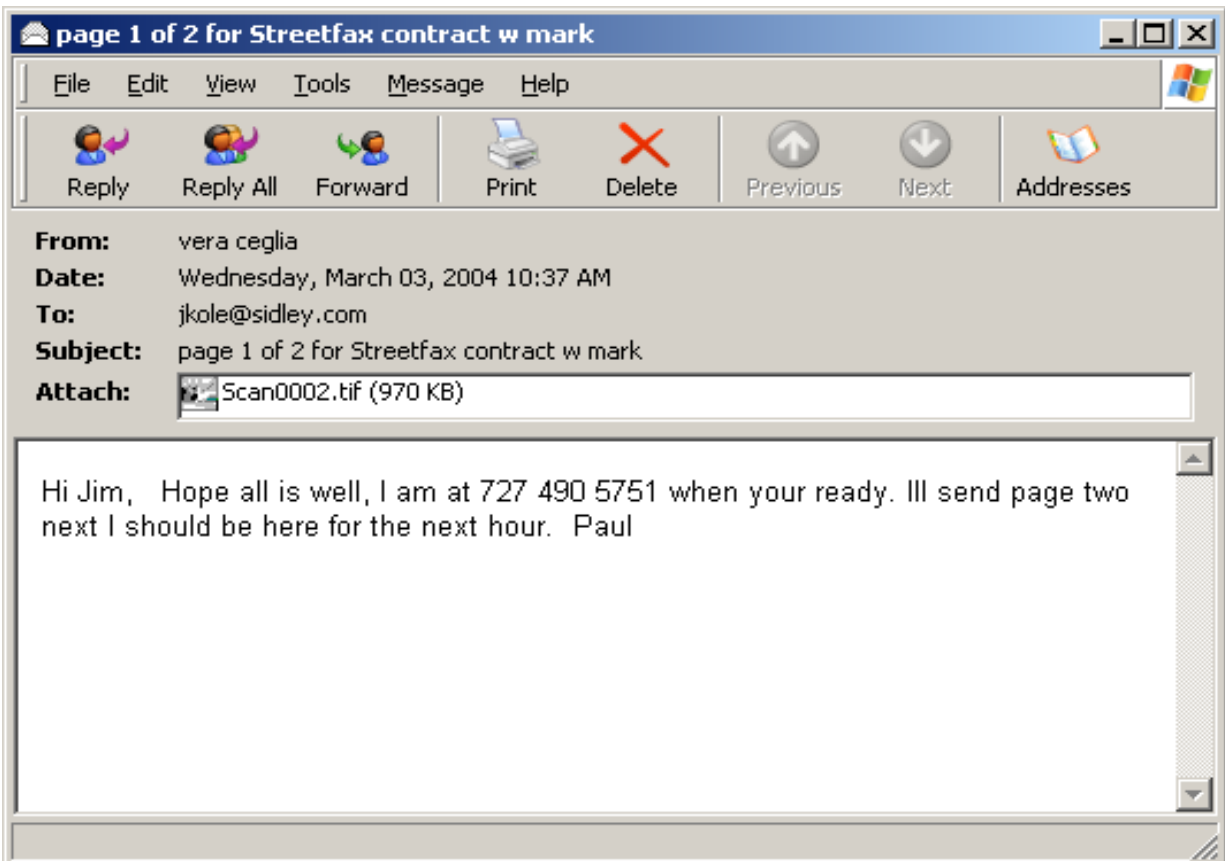 page 1 of 2 for Streetfax contract w mark
File Edit View Tools Message Help
Reply Reply All Forward Print Delete Previous Next Addresses
From: vera ceglia
Date: Wednesday, March 03, 2004 10:37 AM
To: jkole@sidley.com
Subject: page 1 of 2 for Streetfax contract w mark
Attach: Scan0002.tif (970 KB)
Hi Jim,   Hope all is well, I am at 727 490 5751 when your ready. Ill send page two
next I should be here for the next hour.  Paul